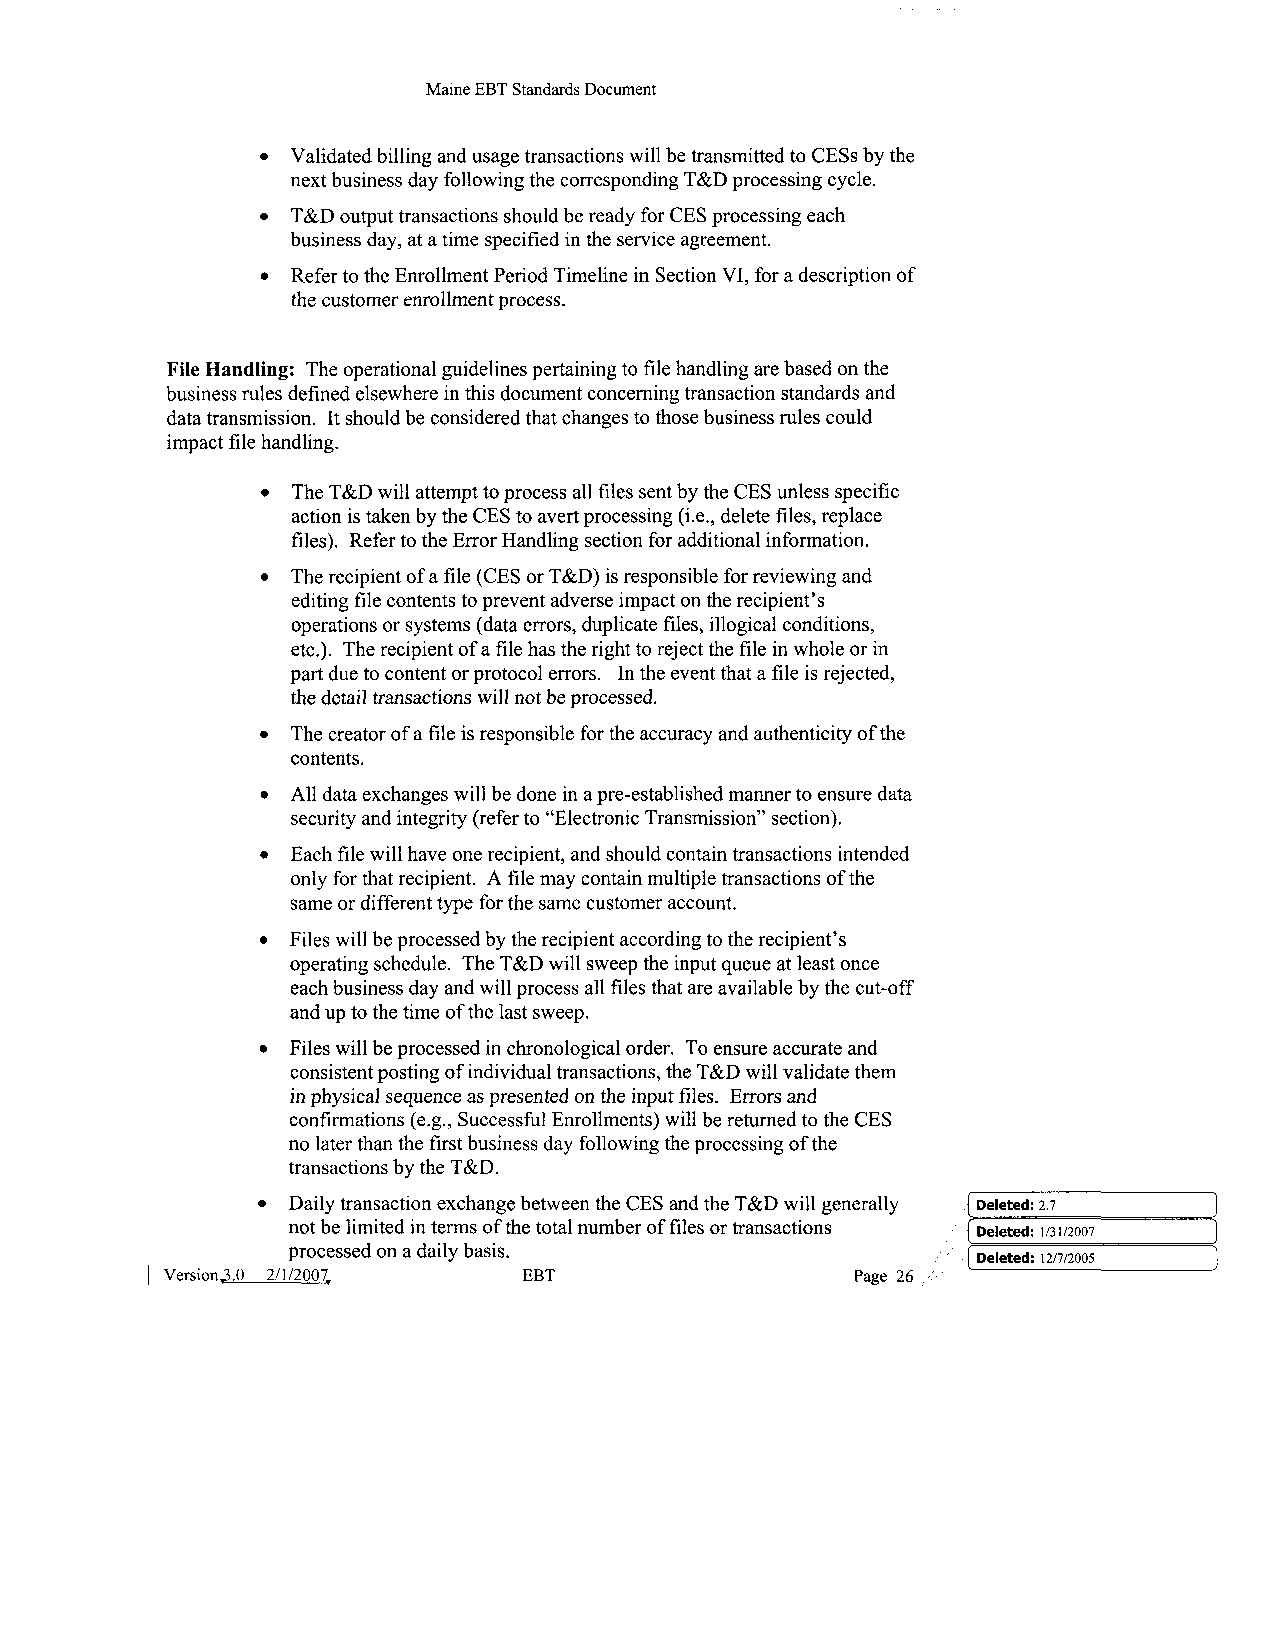 Maine EBT Standards Document
• Validated billing and usage transactions will be transmitted to CESs by the
next business day following the corresponding T&D processing cycle.
• T&D output transactions should be ready for CES processing each
business day, at a time specified in the service agreement.
• Refer to the Enrollment Period Timeline in Section VI, for a description of
the customer enrollment process.
File Handling: The operational guidelines pertaining to file handling are based on the
business rules defined elsewhere in this document concerning transaction standards and
data transmission. It should be considered that changes to those business rules could
impact file handling.
• The T&D will attempt to process all files sent by the CES unless specific
action is taken by the CES to avert processing (i.e., delete files, replace
files). Refer to the Error Handling section for additional information.
• The recipient of a file (CES or T&D) is responsible for reviewing and
editing file contents to prevent adverse impact on the recipient's
operations or systems (data errors, duplicate files, illogical conditions,
etc.). The recipient of a file has the right to reject the file in whole or in
part due to content or protocol errors. In the event that a file is rejected,
the detail transactions will not be processed.
• The creator of a file is responsible for the accuracy and authenticity of the
contents.
• All data exchanges will be done in a pre-established manner to ensure data
security and integrity (refer to "Electronic Transmission" section).
• Each file will have one recipient, and should contain transactions intended
only for that recipient. A file may contain multiple transactions of the
same or different type for the same customer account.
• Files will be processed by the recipient according to the recipient's
operating schedule. The T&D will sweep the input queue at least once
each business day and will process all files that are available by the cut-off
and up to the time of the last sweep.
• Files will be processed in chronological order. To ensure accurate and
consistent posting of individual transactions, the T&D will validate them
in physical sequence as presented on the input files. Errors and
confirmations (e.g., Successful Enrollments) will be returned to the CES
no later than the first business day following the processing of the
transactions by the T&D.
• Daily transaction exchange between the CES and the T&D will generally
not be limited in terms of the total number of files or transactions
processed on a daily basis.
Deleted: 2.7
Deleted: 1/31/2007
Deleted: 12/7/2005
Version 3.0 2/1/2007 EBT Page 26